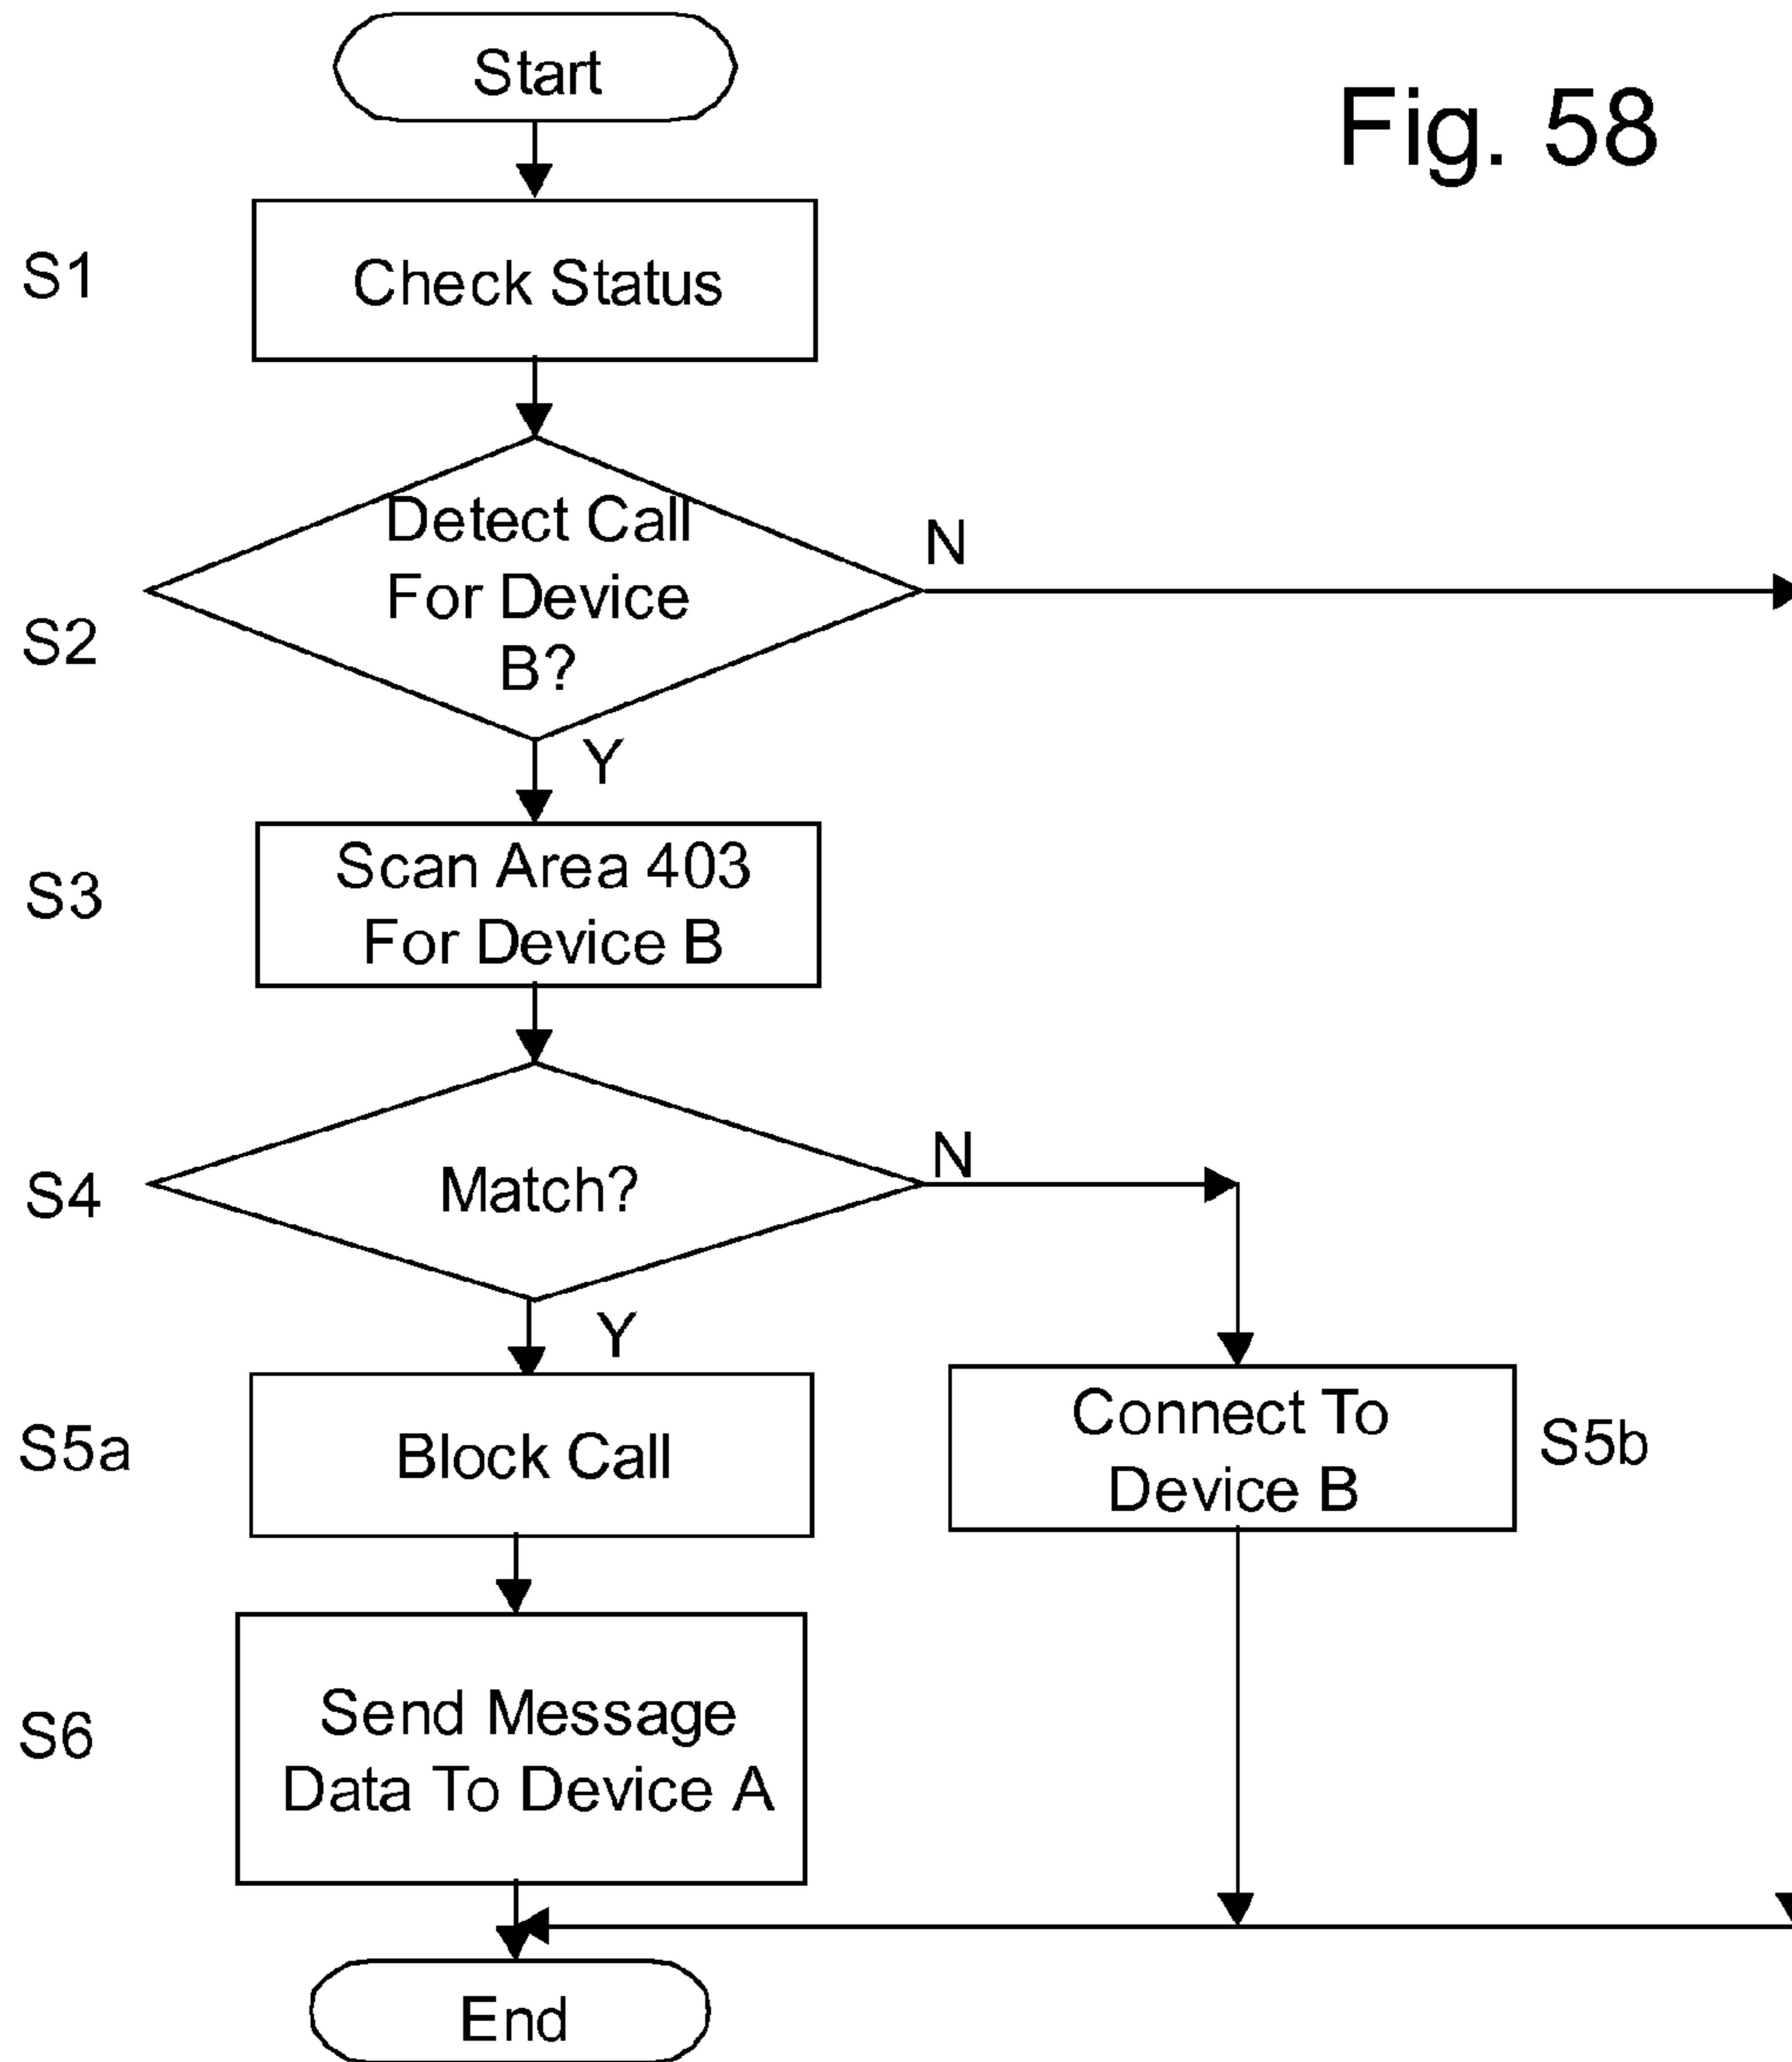 Start
Fig. 58
S1
Check Status
Detect Call
For Device
B?
N
S2
Y
S3
Scan Area 403
For Device B
S4
Match?
N
Y
S5a
Block Call
Connect To
Device B
S5b
S6
Send Message
Data To Device A
End